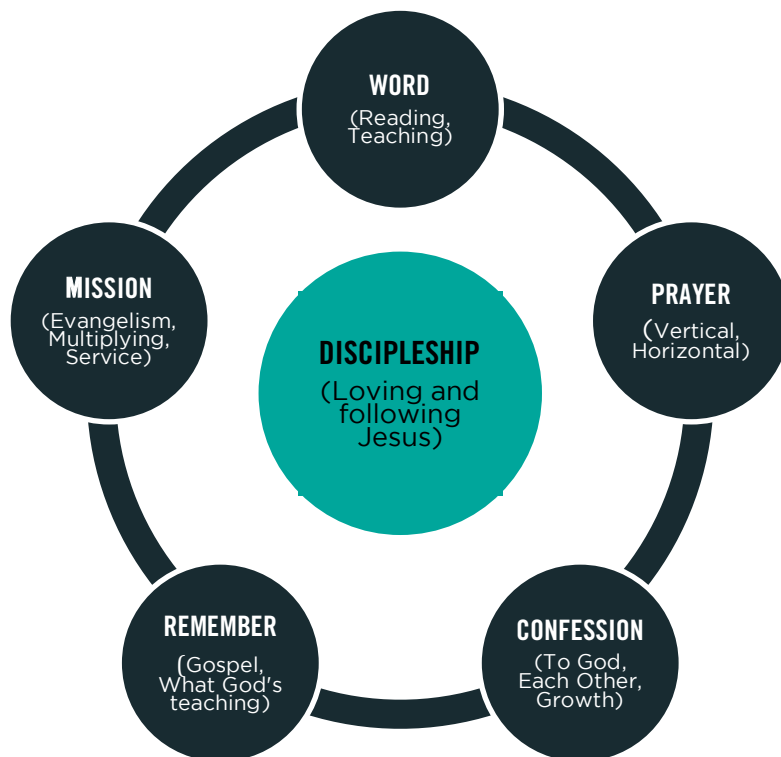 WORD
(Reading,
Teaching)
PRAYER
(Vertical,
Horizontal)
CONFESSION
(To God,
Each Other,
Growth)
REMEMBER
(Gospel,
What God's
teaching)
MISSION
(Evangelism,
Multiplying,
Service)
DISCIPLESHIP
(Loving and
following
Jesus)